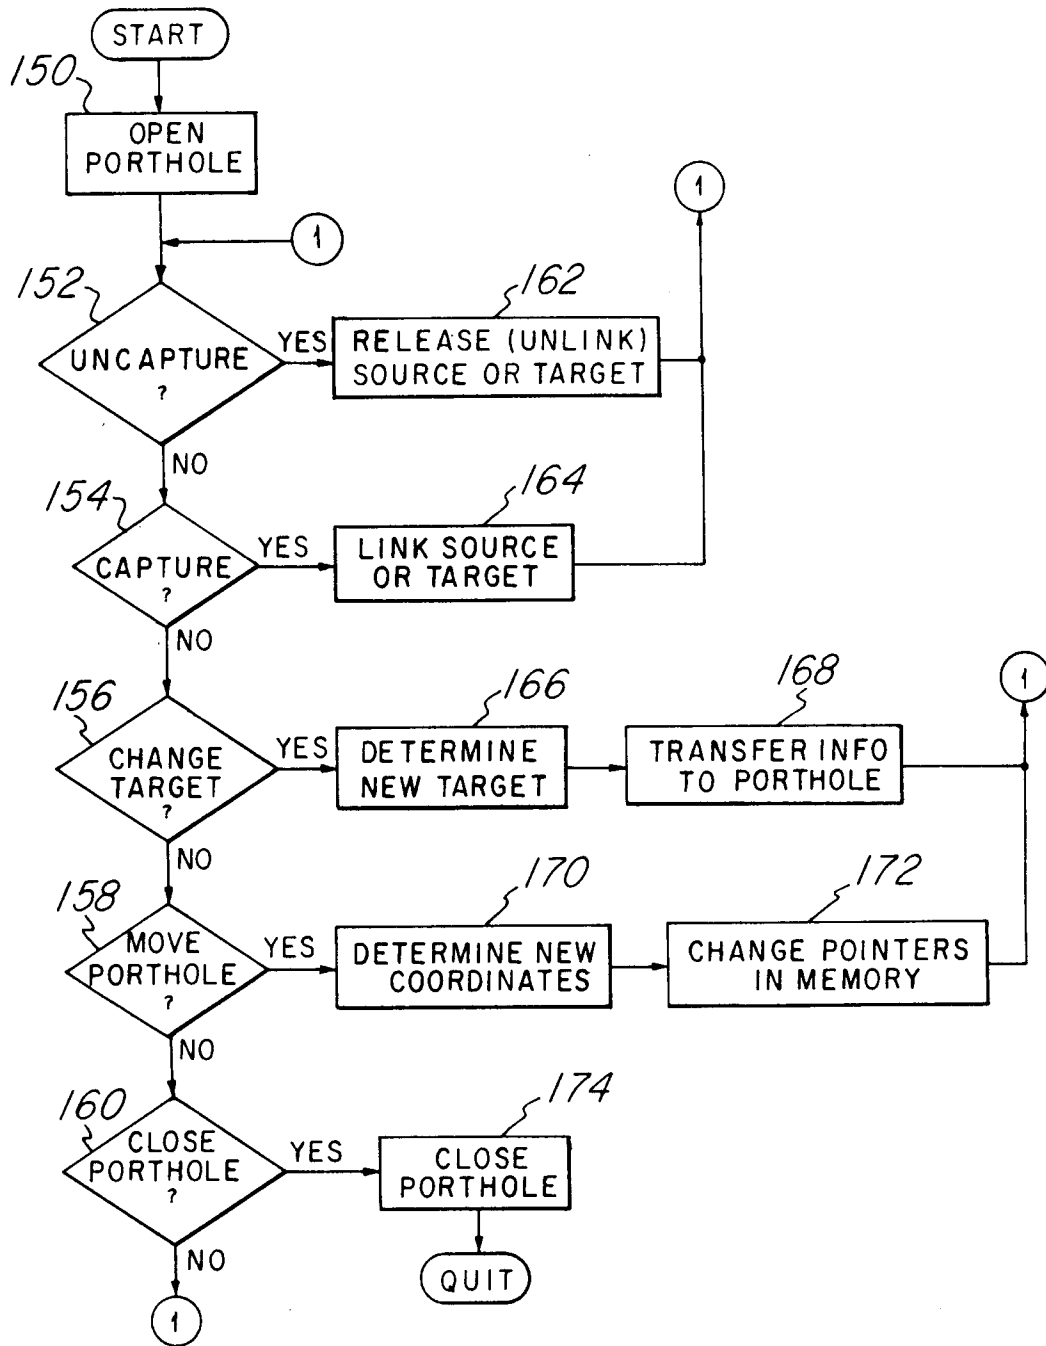 START
150
OPEN
PORTHOLE
1
1
152
UNCAPTURE
?
YES
162
RELEASE (UNLINK)
SOURCE OR TARGET
NO
154
CAPTURE
?
YES
164
LINK SOURCE
OR TARGET
NO
156
CHANGE
TARGET
?
YES
166
DETERMINE
NEW TARGET
168
TRANSFER INFO
TO PORTHOLE
1
NO
158
MOVE
PORTHOLE
?
YES
170
DETERMINE NEW
COORDINATES
172
CHANGE POINTERS
IN MEMORY
NO
160
CLOSE
PORTHOLE
?
YES
174
CLOSE
PORTHOLE
NO
QUIT
1